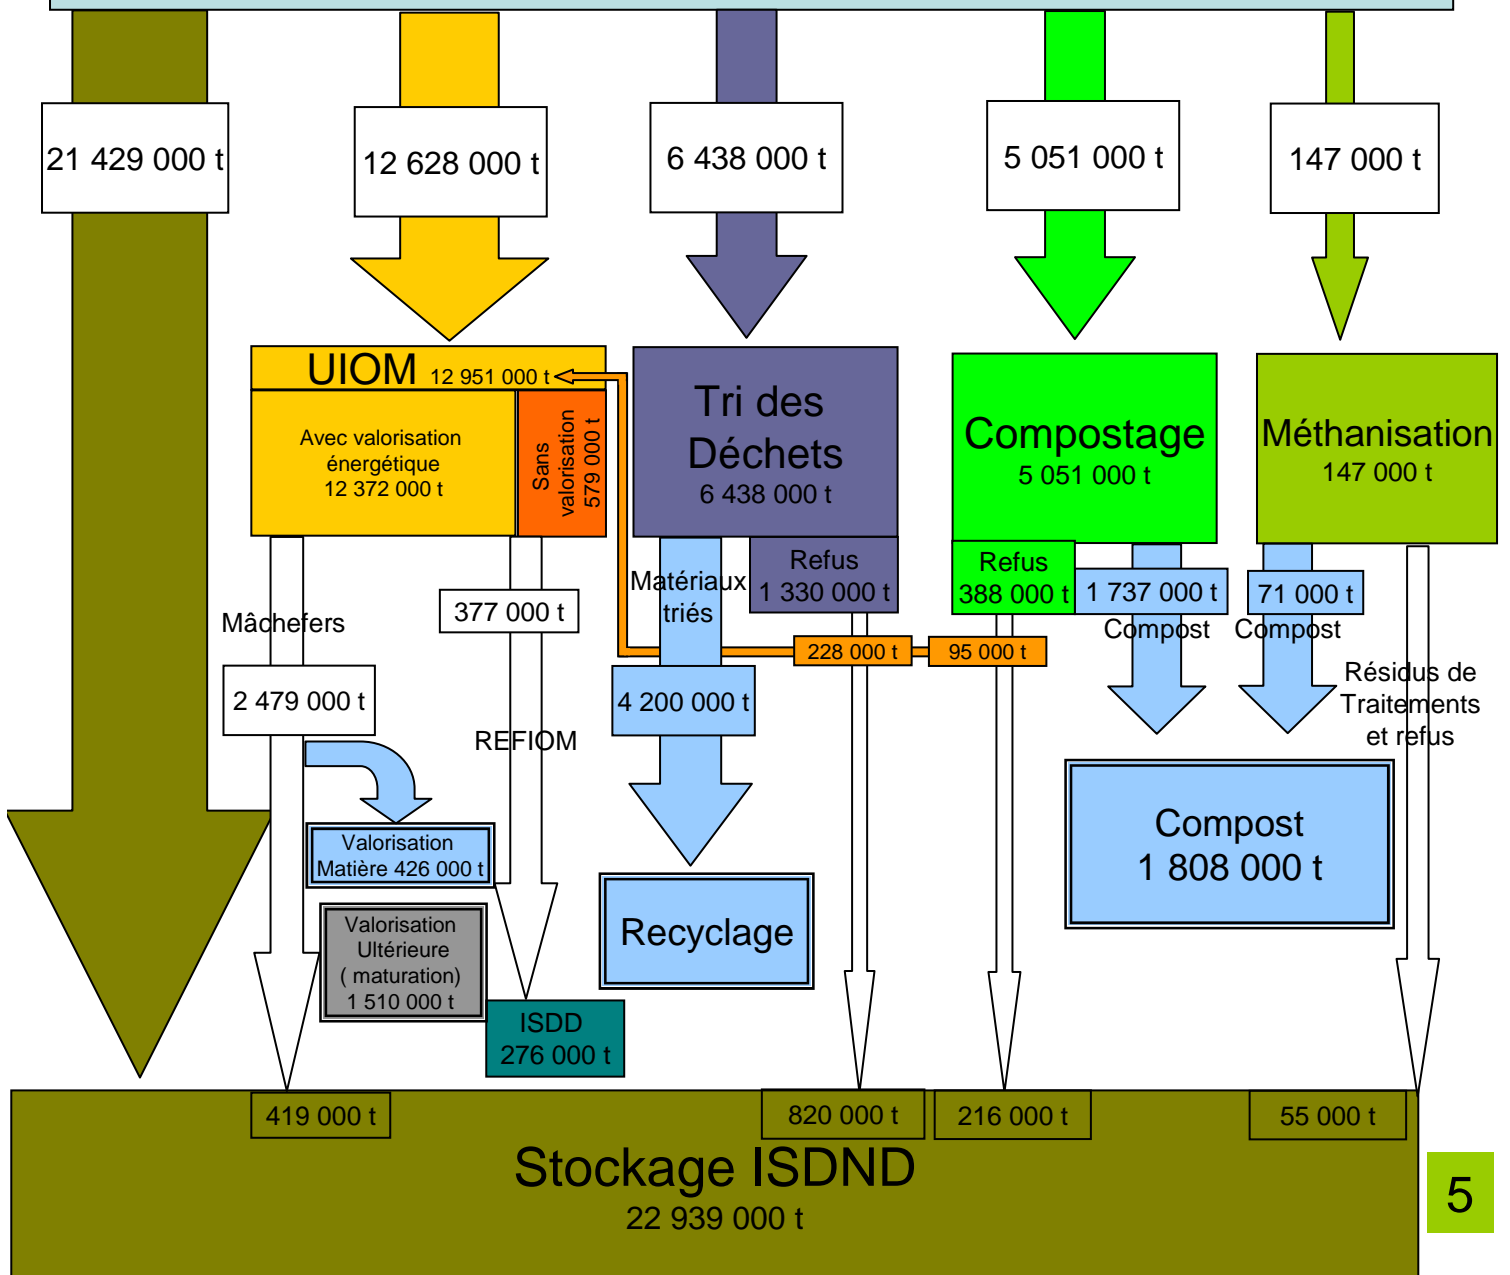 21 429 000 t
12 628 000 t
6 438 000 t
5 051 000 t
147 000 t
UIOM 12 951 000 t
Avec valorisation
énergétique
12 372 000 t
Sans
valorisation
579 000 t
Tri des
Déchets
6 438 000 t
Compostage
5 051 000 t
Méthanisation
147 000 t
Refus
1 330 000 t
Refus
388 000 t
Matériaux
triés
1 737 000 t
Compost
71 000 t
Compost
Mâchefers
377 000 t
228 000 t
95 000 t
2 479 000 t
4 200 000 t
REFIOM
Résidus de
Traitements
et refus
Valorisation
Matière 426 000 t
Compost
1 808 000 t
Valorisation
Ultérieure
( maturation)
1 510 000 t
Recyclage
ISDD
276 000 t
419 000 t
820 000 t
216 000 t
55 000 t
Stockage ISDND
22 939 000 t
5